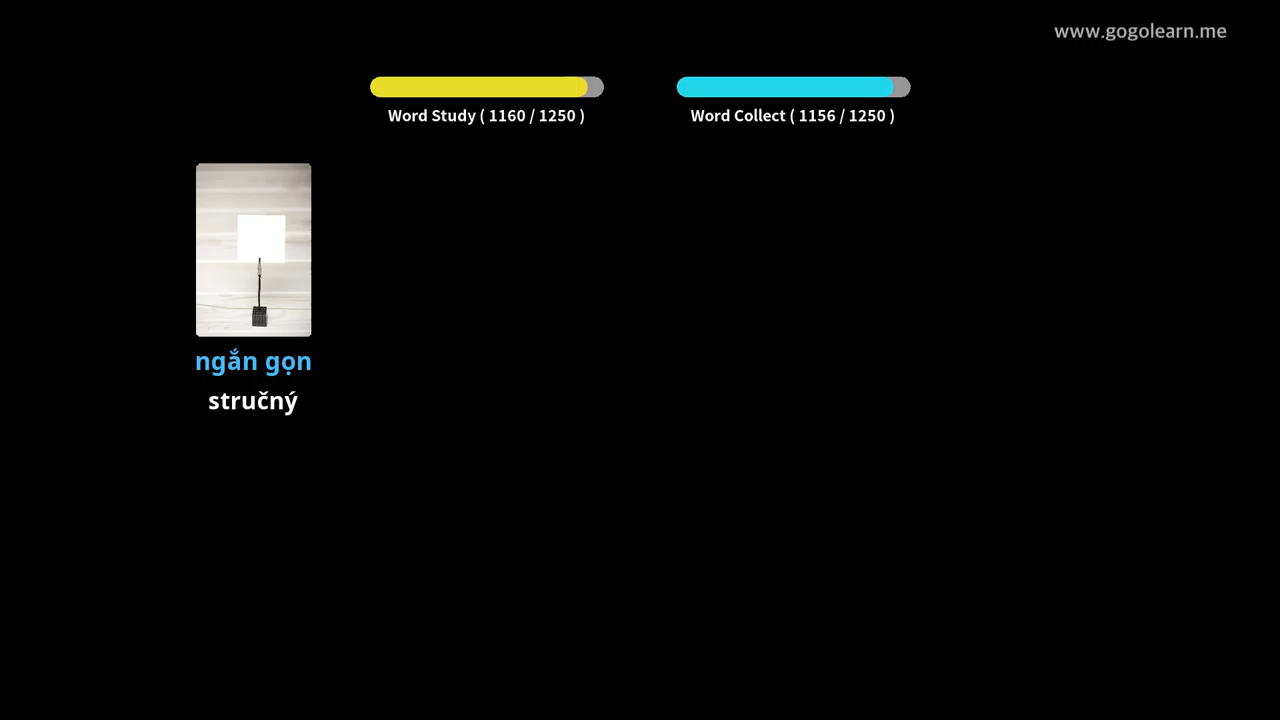 www.gogolearn.me
Word Study ( 1160 / 1250 )
Word Collect ( 1156 / 1250 )
ngắn gọn
stručný